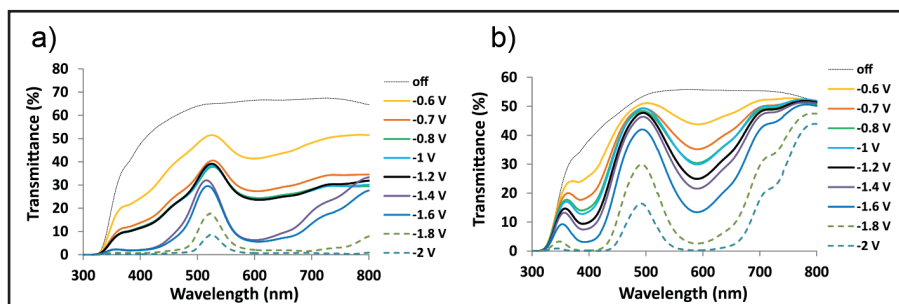 a)
Transmittance (%)
80
70
60
50
40
30
20
10
0
300 400 500 600 700 800
Wavelength (nm)
off
-0.6 V
-0.7 V
-0.8 V
-1 V
-1.2 V
-1.4 V
-1.6 V
-1.8 V
-2 V
b)
Transmittance (%)
60
50
40
30
20
10
0
300 400 500 600 700 800
Wavelength (nm)
off
-0.6 V
-0.7 V
-0.8 V
-1 V
-1.2 V
-1.4 V
-1.6 V
-1.8 V
-2 V